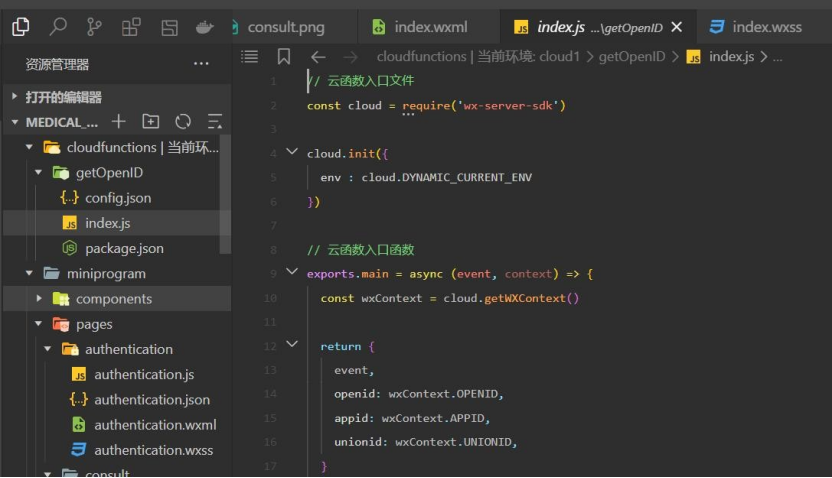 consult.png
index.wxml
JS index.js ...\getOpenID
index.wxss
资源管理器 ...
cloudfunctions | 当前环境: cloud1 > getOpenID > JS index.js > ...
打开的编辑器
MEDICAL_...
cloudfunctions | 当前环...
getOpenID
{..} config.json
JS index.js
package.json
miniprogram
components
pages
authentication
JS authentication.js
{..} authentication.json
authentication.wxml
authentication.wxss
consult
1 // 云函数入口文件
2 const cloud = require('wx-server-sdk')
3
4 cloud.init({
5 env : cloud.DYNAMIC_CURRENT_ENV
6 })
7
8 // 云函数入口函数
9 exports.main = async (event, context) => {
10 const wxContext = cloud.getWXContext()
11
12 return {
13 event,
14 openid: wxContext.OPENID,
15 appid: wxContext.APPID,
16 unionid: wxContext.UNIONID,
17 }